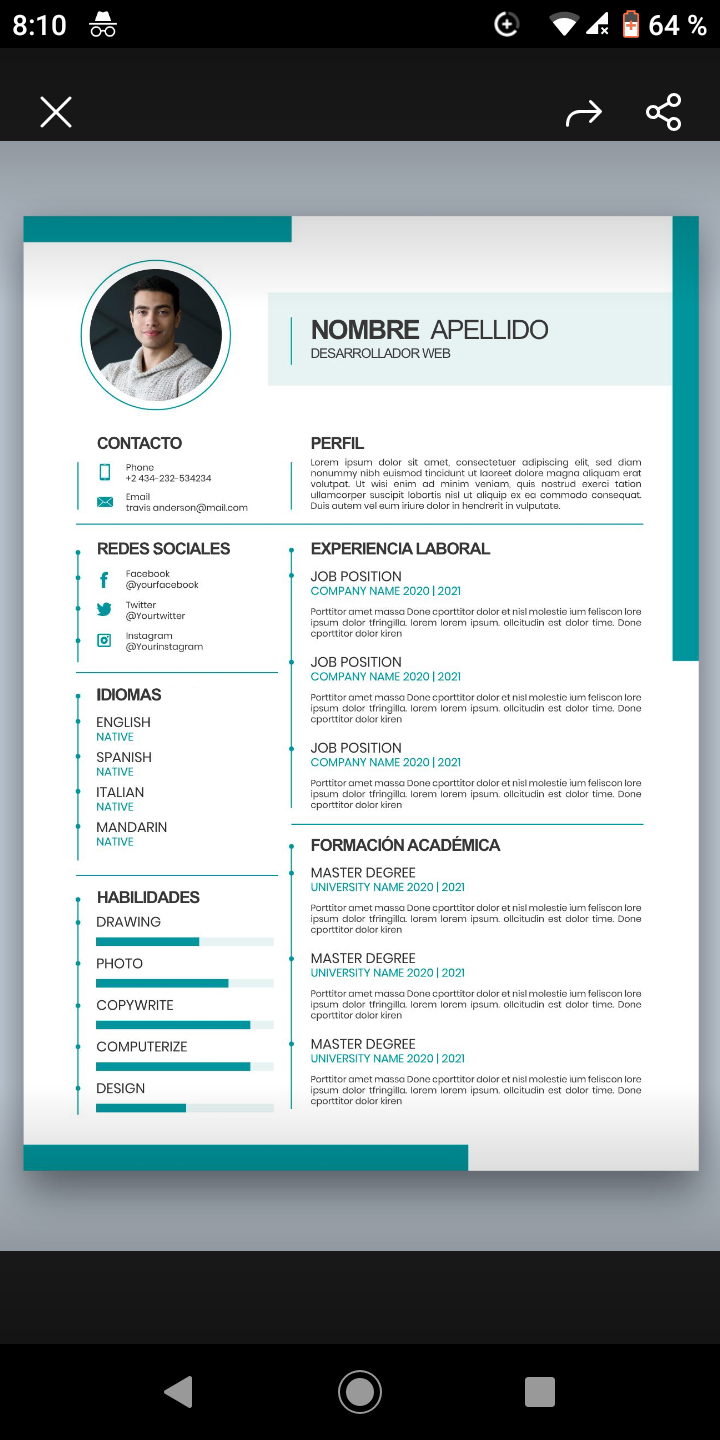 8:10
64 %
NOMBRE APELLIDO
DESARROLLADOR WEB
CONTACTO
Phone
+2 434-232-534234
Email
travis anderson@mail.com
PERFIL
Lorem ipsum dolor sit amet, consectetuer adipiscing elit, sed diam
nonummy nibh euismod tincidunt ut laoreet dolore magna aliquam erat
volutpat. Ut wisi enim ad minim veniam, quis nostrud exerci tation
ullamcorper suscipit lobortis nisl ut aliquip ex ea commodo consequat.
Duis autem vel eum iriure dolor in hendrerit in vulputate.
REDES SOCIALES
Facebook
@yourfacebook
Twitter
@Yourtwitter
Instagram
@Yourinstagram
IDIOMAS
ENGLISH
NATIVE
SPANISH
NATIVE
ITALIAN
NATIVE
MANDARIN
NATIVE
HABILIDADES
DRAWING
PHOTO
COPYWRITE
COMPUTERIZE
DESIGN
EXPERIENCIA LABORAL
JOB POSITION
COMPANY NAME 2020 | 2021
Porttitor amet massa Done cporttitor dolor et nisl molestie ium feliscon lore
ipsum dolor tfringilla. lorem lorem ipsum. ollcitudin est dolor time. Done
cporttitor dolor kiren
JOB POSITION
COMPANY NAME 2020 | 2021
Porttitor amet massa Done cporttitor dolor et nisl molestie ium feliscon lore
ipsum dolor tfringilla. lorem lorem ipsum. ollcitudin est dolor time. Done
cporttitor dolor kiren
JOB POSITION
COMPANY NAME 2020 | 2021
Porttitor amet massa Done cporttitor dolor et nisl molestie ium feliscon lore
ipsum dolor tfringilla. lorem lorem ipsum. ollcitudin est dolor time. Done
cporttitor dolor kiren
FORMACIÓN ACADÉMICA
MASTER DEGREE
UNIVERSITY NAME 2020 | 2021
Porttitor amet massa Done cporttitor dolor et nisl molestie ium feliscon lore
ipsum dolor tfringilla. lorem lorem ipsum. ollcitudin est dolor time. Done
cporttitor dolor kiren
MASTER DEGREE
UNIVERSITY NAME 2020 | 2021
Porttitor amet massa Done cporttitor dolor et nisl molestie ium feliscon lore
ipsum dolor tfringilla. lorem lorem ipsum. ollcitudin est dolor time. Done
cporttitor dolor kiren
MASTER DEGREE
UNIVERSITY NAME 2020 | 2021
Porttitor amet massa Done cporttitor dolor et nisl molestie ium feliscon lore
ipsum dolor tfringilla. lorem lorem ipsum. ollcitudin est dolor time. Done
cporttitor dolor kiren